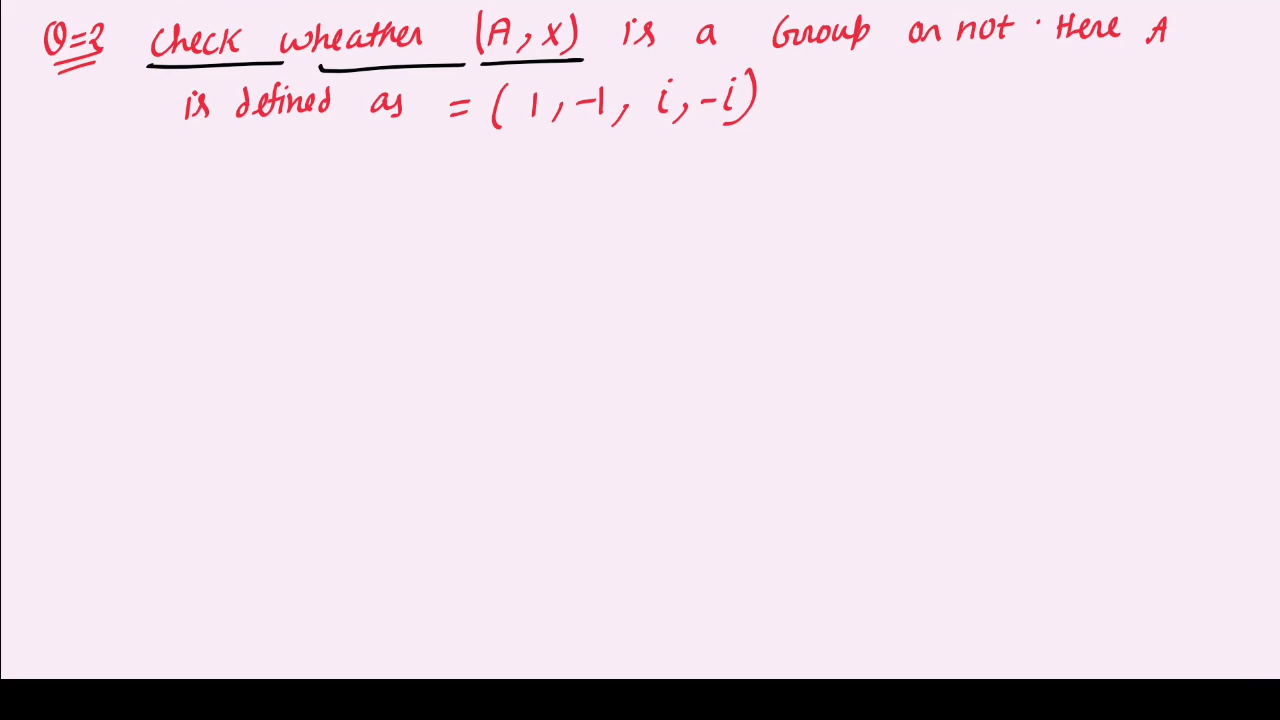 Q=2 Check wheather (A, x) is a Group or not . Here A
is defined as = ( 1, -1, i, -i )